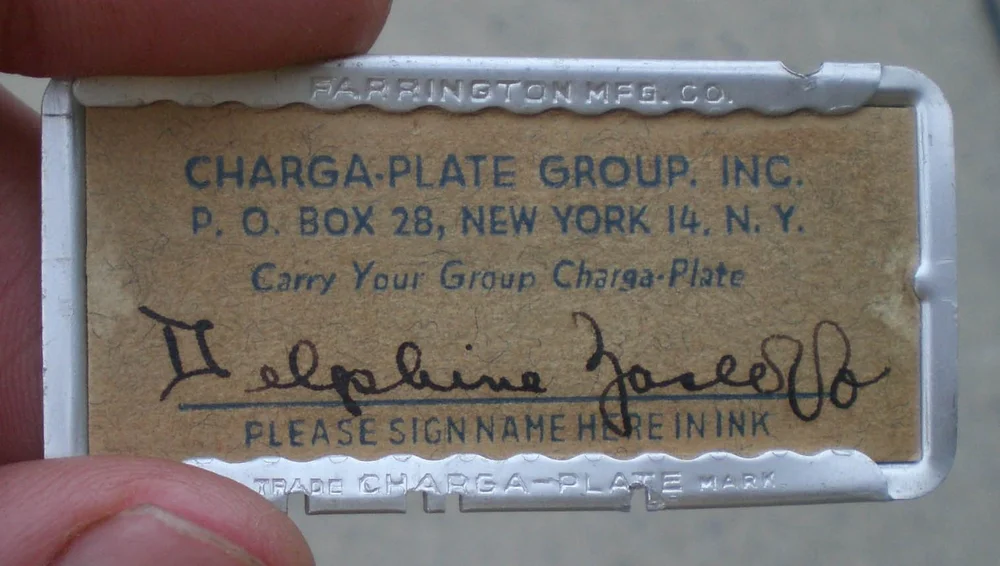 FARRINGTON MFG. CO.
CHARGA-PLATE GROUP, INC.
P. O. BOX 28, NEW YORK 14, N. Y.
Carry Your Group Charga-Plate
Delphine
PLEASE SIGN NAME HERE IN INK
TRADE CHARGA-PLATE MARK